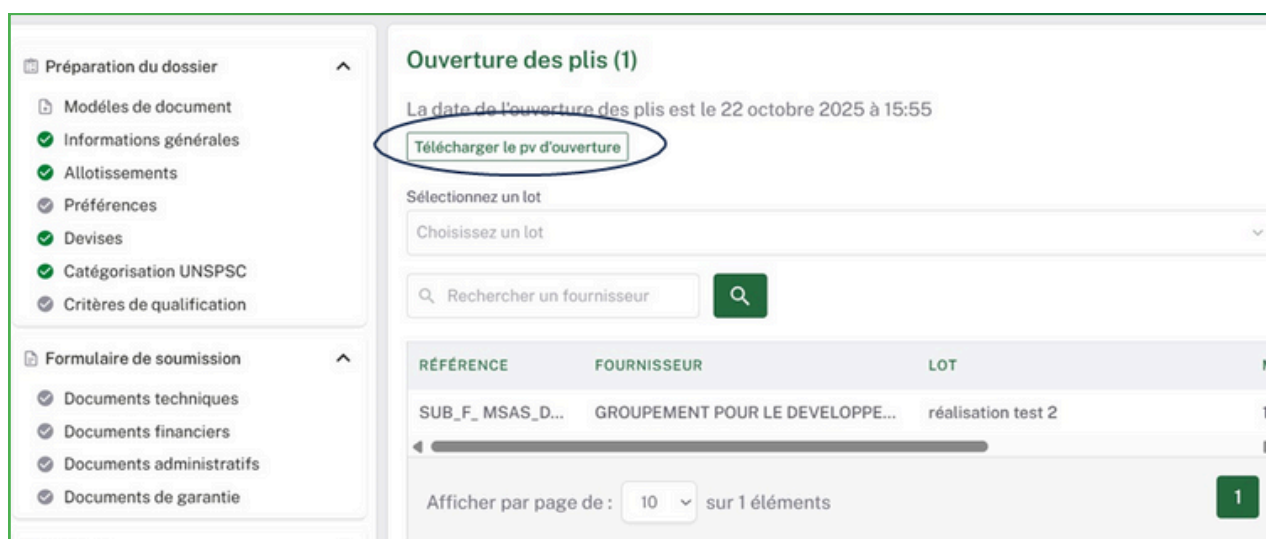 Préparation du dossier
Modéles de document
Informations générales
Allotissements
Préférences
Devises
Catégorisation UNSPSC
Critères de qualification
Formulaire de soumission
Documents techniques
Documents financiers
Documents administratifs
Documents de garantie
Ouverture des plis (1)
La date de l'ouverture des plis est le 22 octobre 2025 à 15:55
Télécharger le pv d'ouverture
Sélectionnez un lot
Choisissez un lot
Rechercher un fournisseur
RÉFÉRENCE FOURNISSEUR LOT
SUB_F_ MSAS_D... GROUPEMENT POUR LE DEVELOPPE... réalisation test 2
Afficher par page de : 10 sur 1 éléments 1